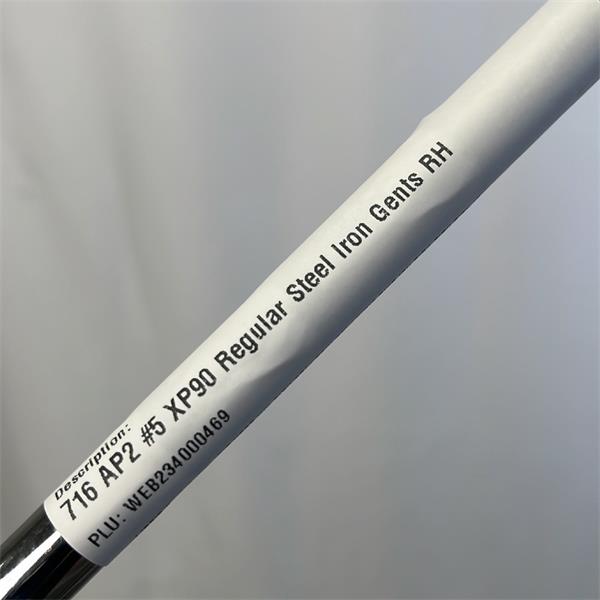 Description:
716 AP2 #5 XP90 Regular Steel Iron Gents RH
PLU: WEB234000469